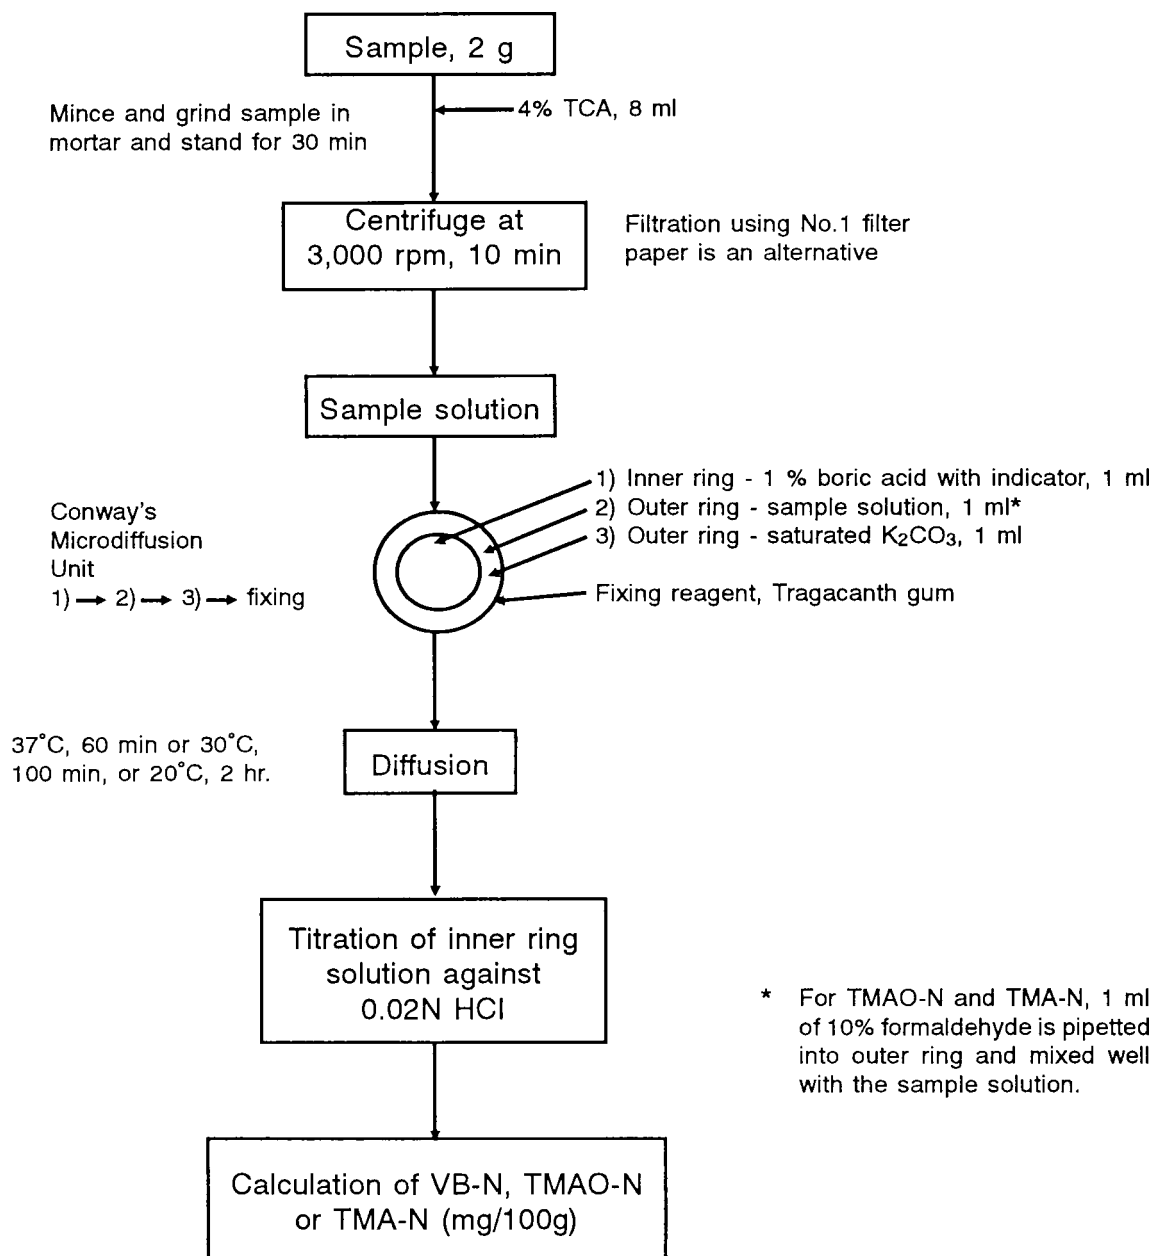 Sample, 2 g
Mince and grind sample in
mortar and stand for 30 min
4% TCA, 8 ml
Centrifuge at
3,000 rpm, 10 min
Filtration using No.1 filter
paper is an alternative
Sample solution
Conway's
Microdiffusion
Unit
1) → 2) → 3) → fixing
1) Inner ring - 1 % boric acid with indicator, 1 ml
2) Outer ring - sample solution, 1 ml*
3) Outer ring - saturated K₂CO₃, 1 ml
Fixing reagent, Tragacanth gum
37°C, 60 min or 30°C,
100 min, or 20°C, 2 hr.
Diffusion
Titration of inner ring
solution against
0.02N HCl
* For TMAO-N and TMA-N, 1 ml
of 10% formaldehyde is pipetted
into outer ring and mixed well
with the sample solution.
Calculation of VB-N, TMAO-N
or TMA-N (mg/100g)